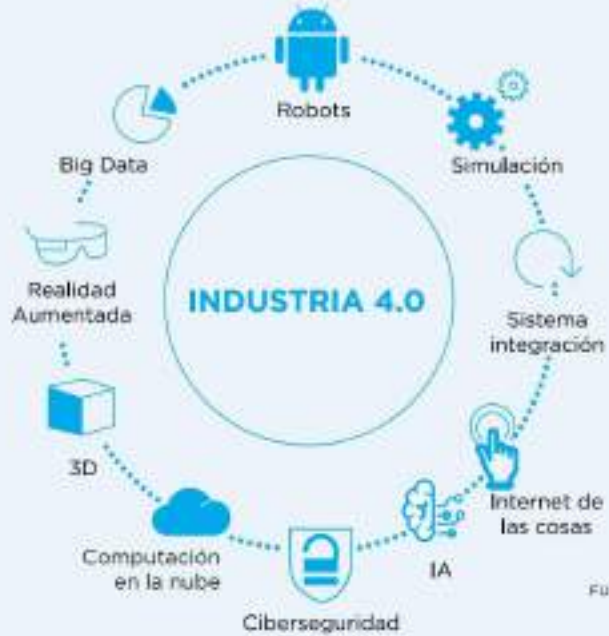 Robots
Big Data
Simulación
INDUSTRIA 4.0
Realidad
Aumentada
Sistema
integración
3D
Internet de
las cosas
IA
Computación
en la nube
Ciberseguridad